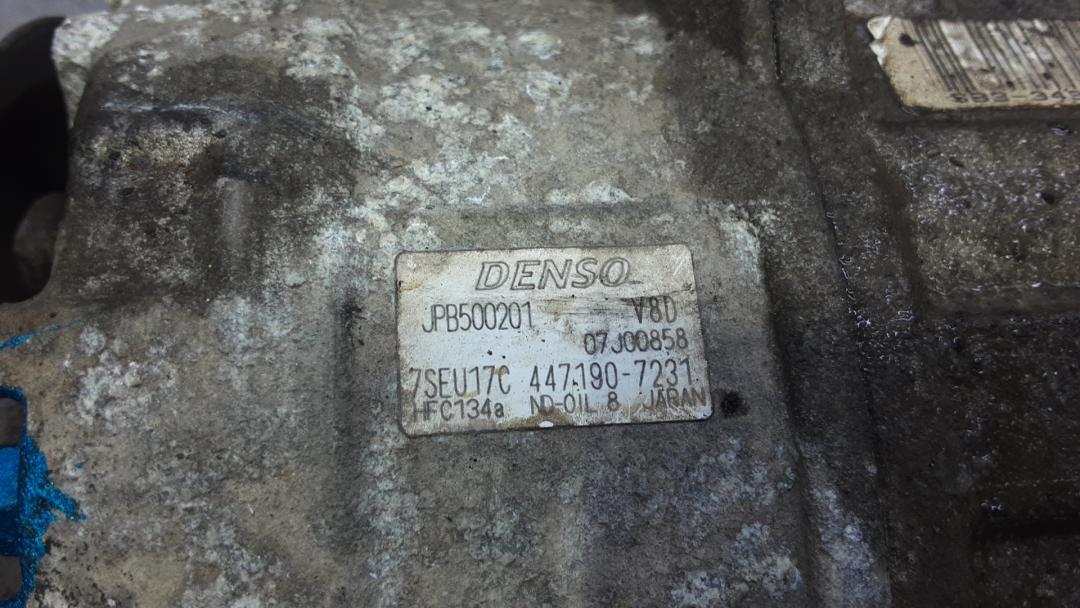 DENSO
JPB500201 V8D
07J00858
7SEU17C 447190-7231
HFC134a ND-OIL 8 JAPAN